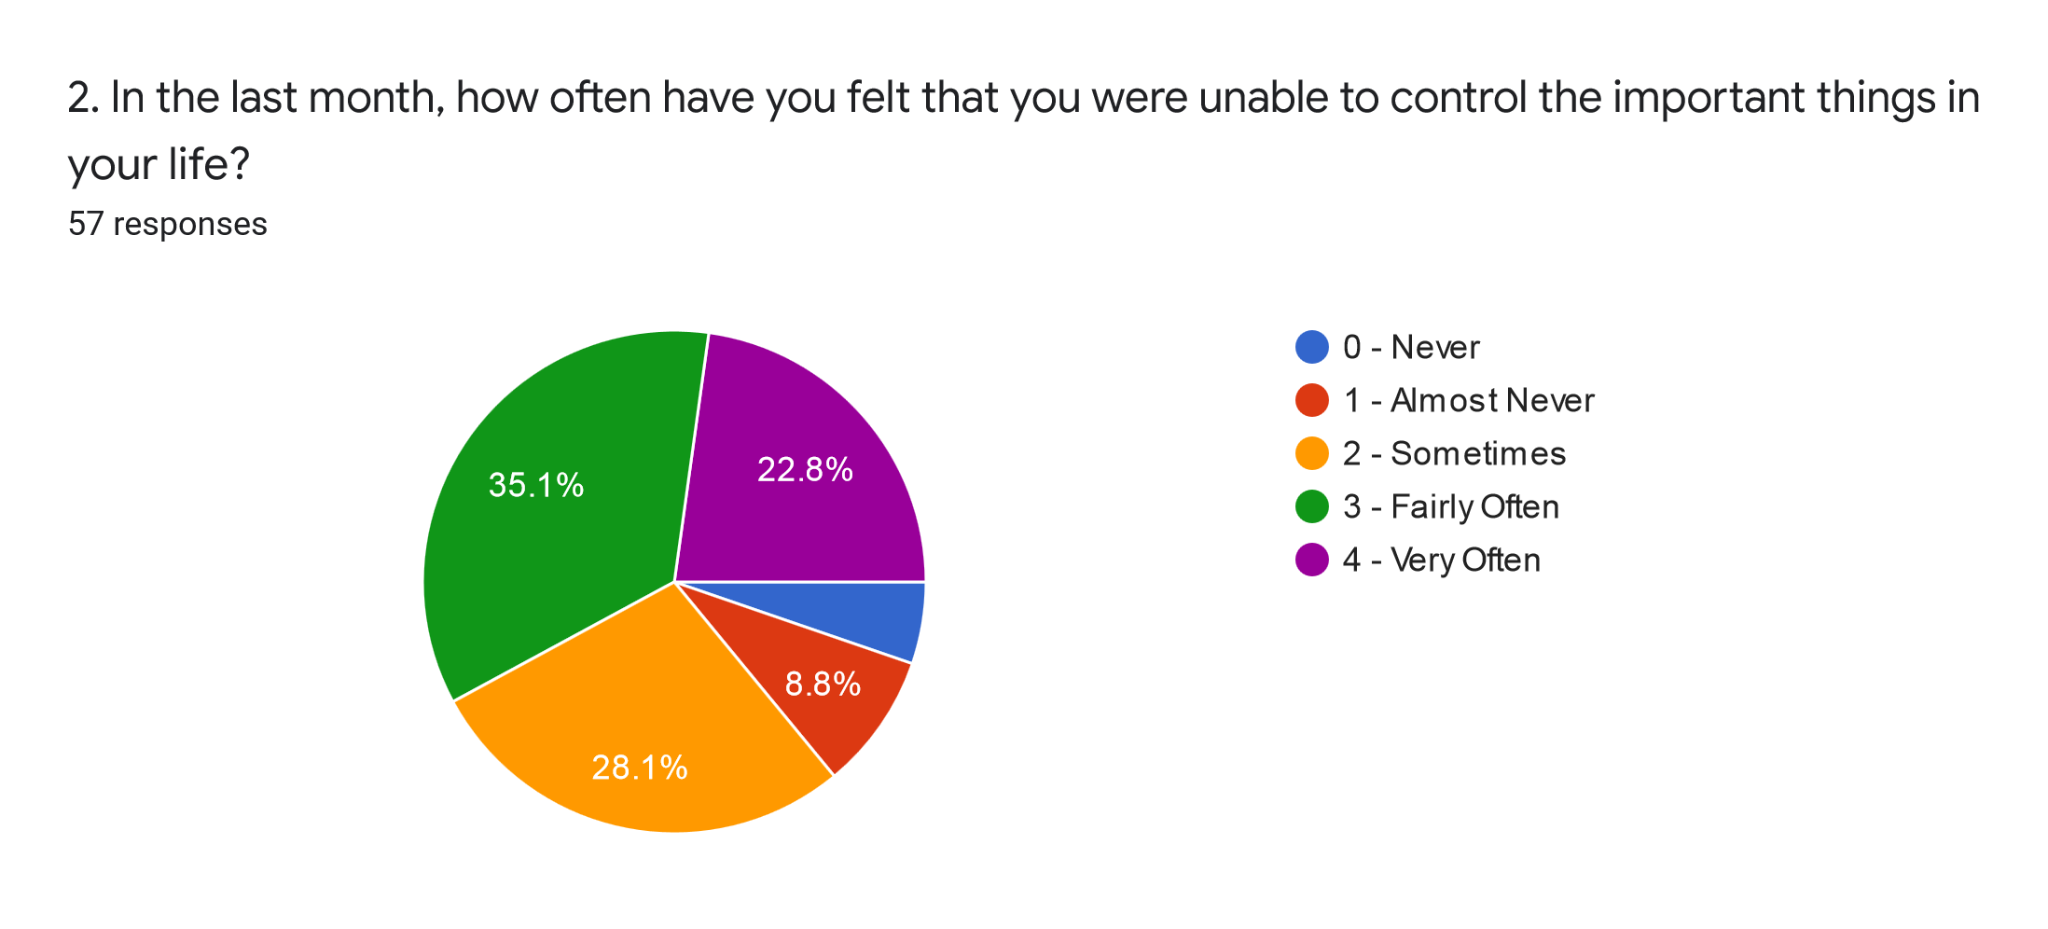 2. In the last month, how often have you felt that you were unable to control the important things in
your life?
57 responses
0 - Never
1 - Almost Never
2 - Sometimes
3 - Fairly Often
4 - Very Often
22.8%
35.1%
8.8%
28.1%